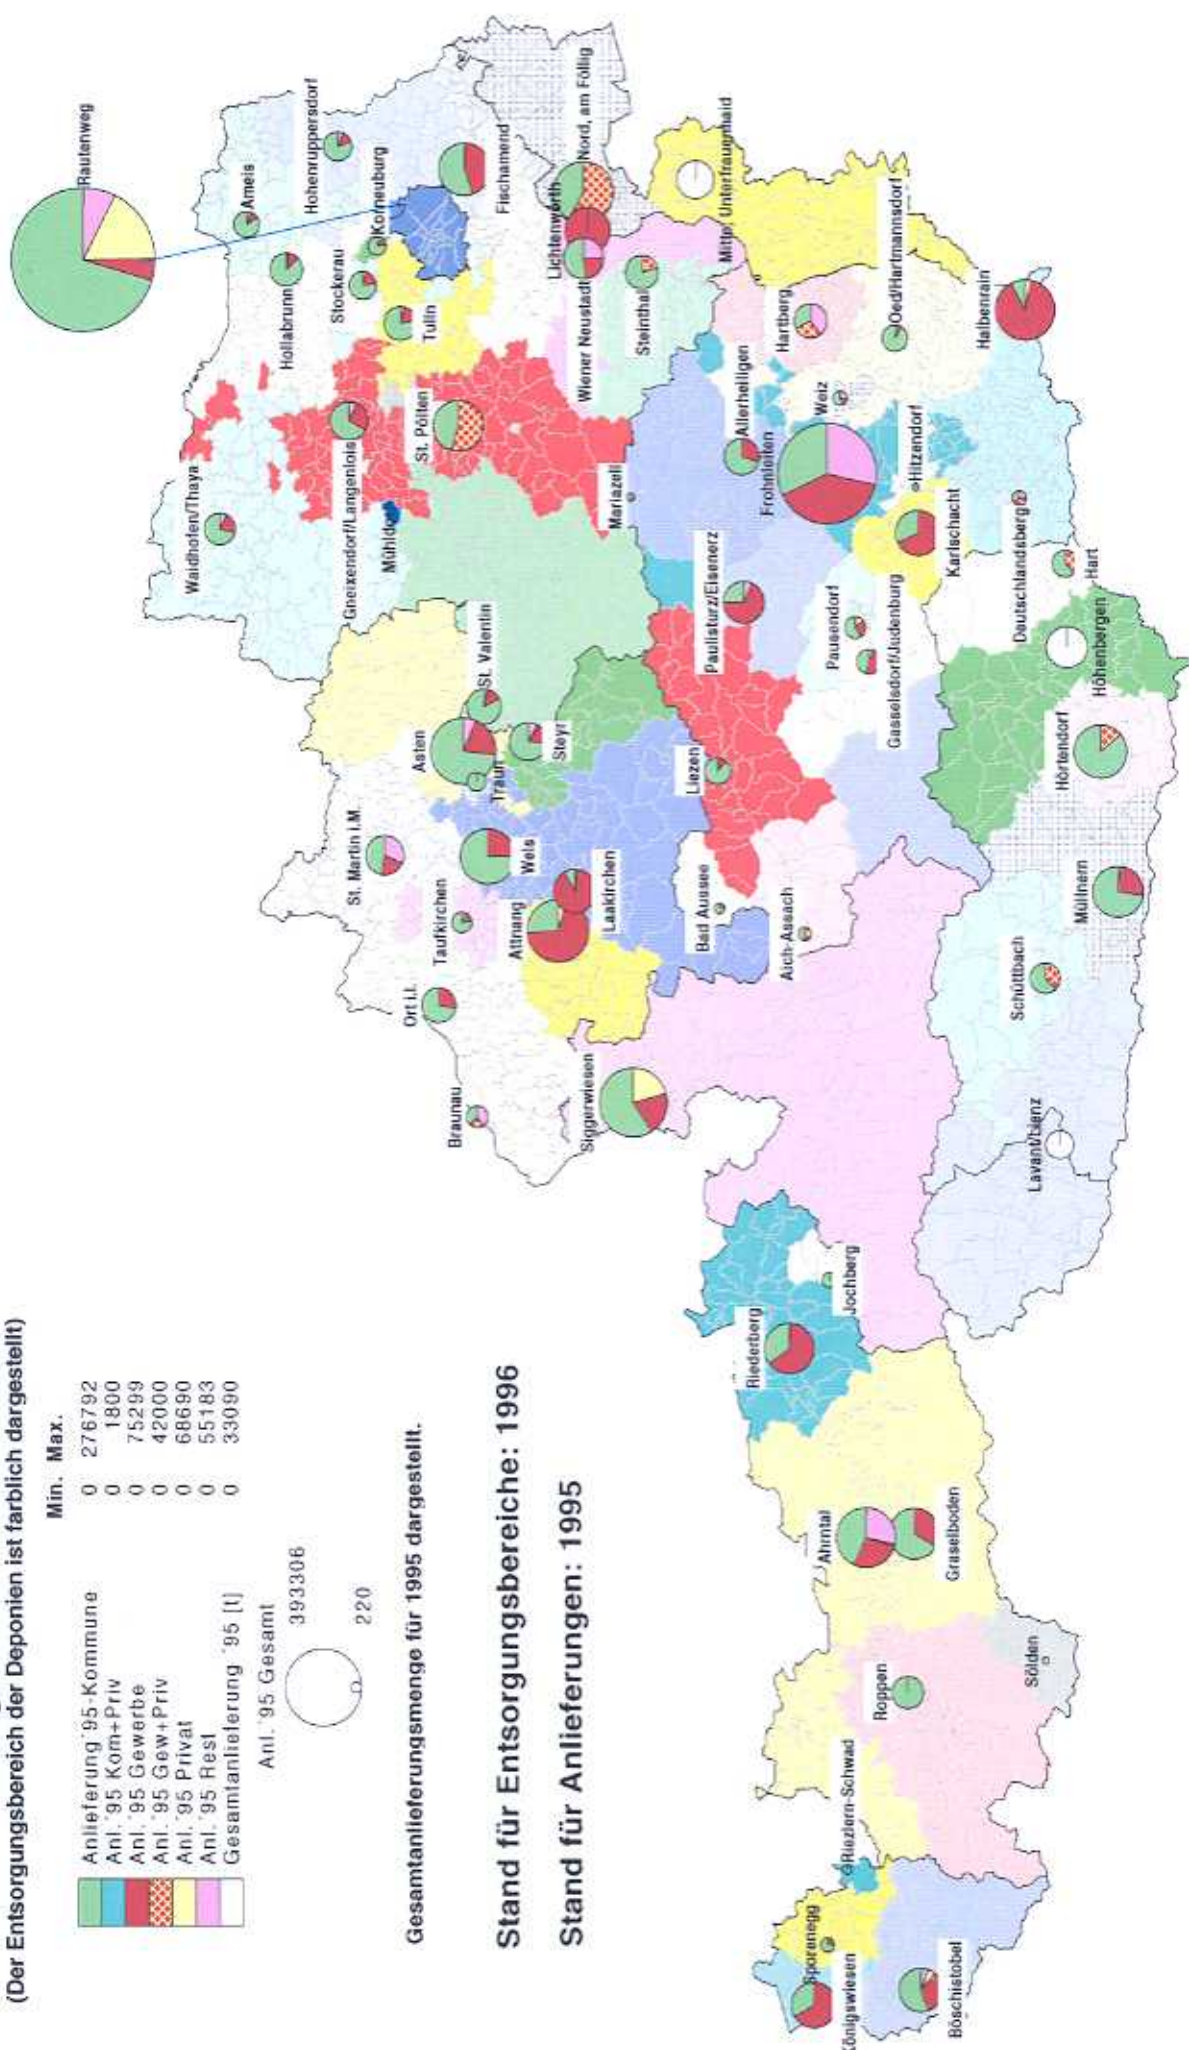 (Der Entsorgungsbereich der Deponien ist farblich dargestellt)
Min. Max.
Anlieferung´95-Kommune 0 276792
Anl.´95 Kom+Priv 0 1800
Anl.´95 Gewerbe 0 75299
Anl.´95 Gew+Priv 0 42000
Anl.´95 Privat 0 68690
Anl.´95 Rest 0 55183
Gesamtanlieferung ´95 [t] 0 33090
Anl.´95 Gesamt
393306
220
Gesamtanlieferungsmenge für 1995 dargestellt.
Stand für Entsorgungsbereiche: 1996
Stand für Anlieferungen: 1995
Rautenweg
Ameis
Hohenruppersdorf
Hollabrunn
Korneuburg
Stockerau
Tulln
Fischamend
Waidhofen/Thaya
Gneixendorf/Langenlois
Mühldo
St. Pölten
Lichtenwörth
Nord, am Föllig
Wiener Neustadt
Steinthal
Mitte, Unterfrauenhaid
Mariazell
St. Valentin
Asten
Traun
Steyr
St. Martin i.M.
Wels
Taufkirchen
Attnang
Laakirchen
Ort i.I.
Braunau
Siggerwiesen
Bad Aussee
Aich-Assach
Liezen
Paulisturz/Eisenerz
Allerheiligen
Frohnleiten
Hartberg
Weiz
Oed/Hartmannsdorf
Halbenrain
Hitzendorf
Karlschacht
Deutschlandsberg
Hart
Pausendorf
Gasselsdorf/Judenburg
Höhenbergen
Hörtendorf
Müllnern
Schüttbach
Lavant/Lienz
Riederberg
Jochberg
Ahrntal
Graselboden
Roppen
Sölden
Riezlern-Schwad
Sporenegg
Königswiesen
Böschistobel